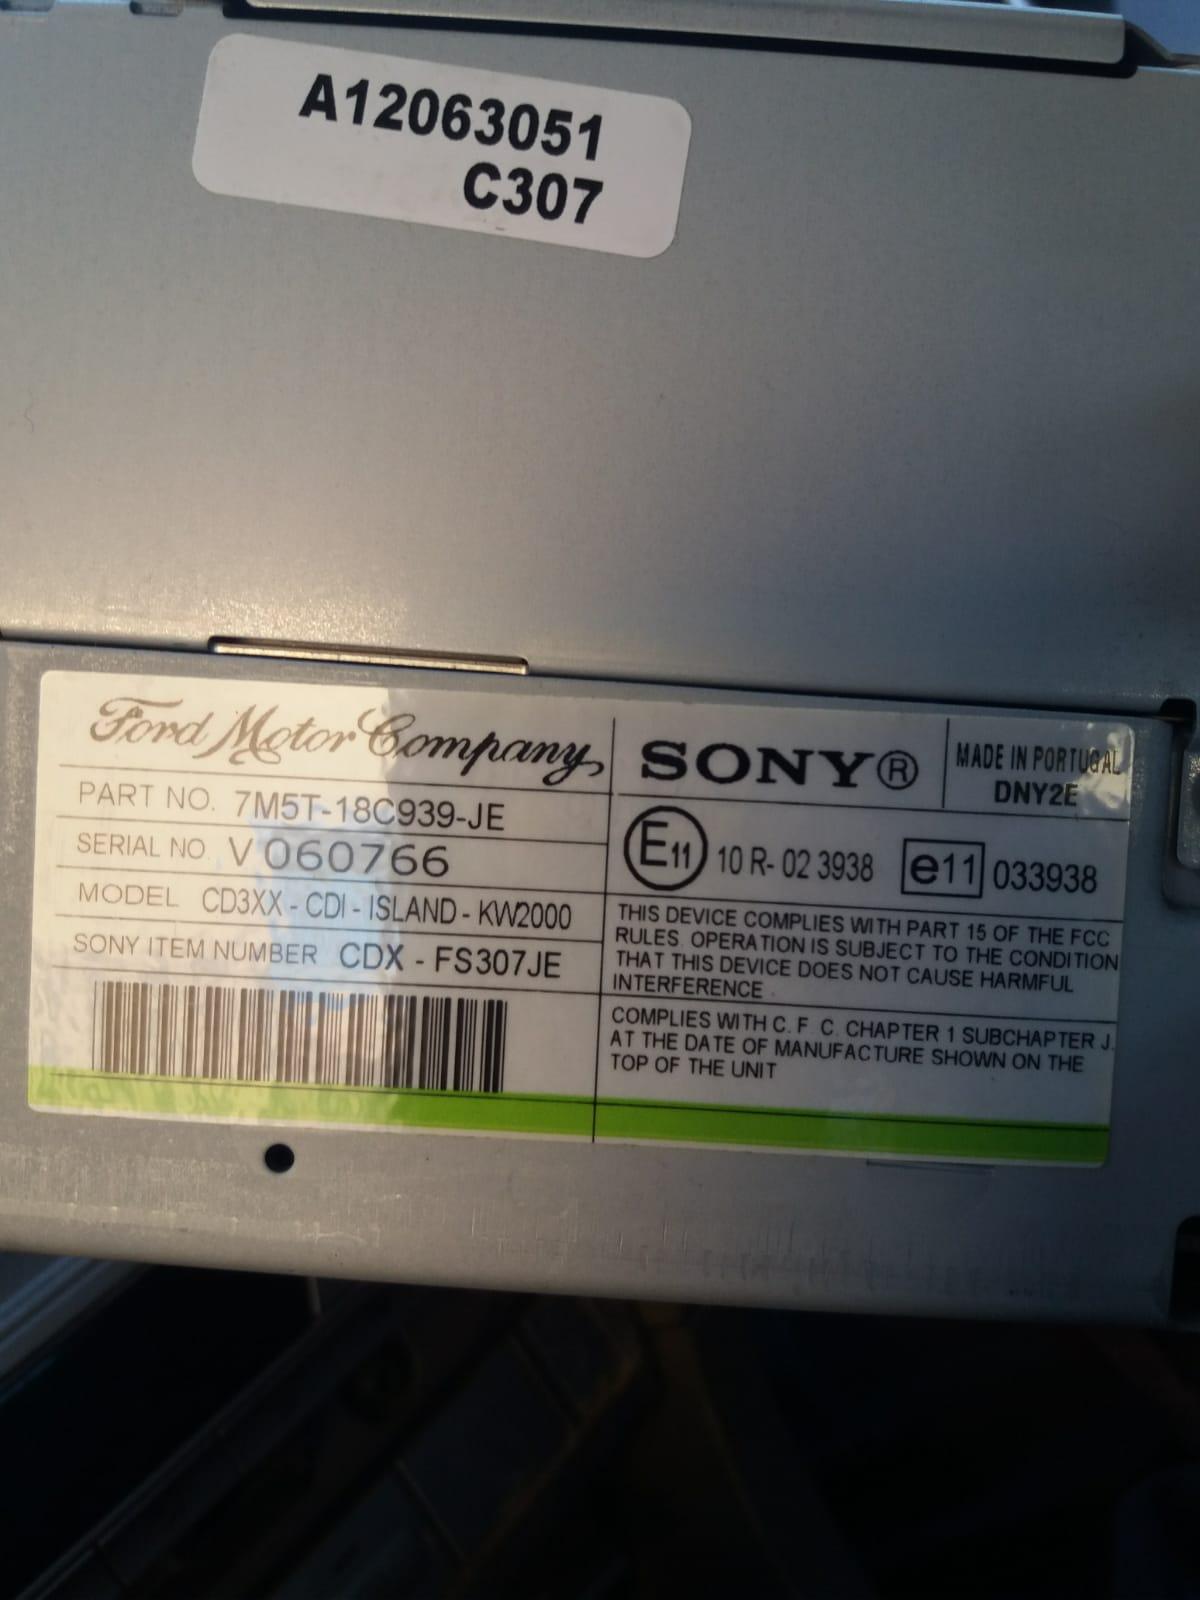 A12063051
C307
Ford Motor Company
PART NO. 7M5T-18C939-JE
SERIAL NO. V060766
MODEL CD3XX - CDI - ISLAND - KW2000
SONY ITEM NUMBER CDX - FS307JE
SONY®
MADE IN PORTUGAL
DNY2E
E11 10 R- 02 3938 e11 033938
THIS DEVICE COMPLIES WITH PART 15 OF THE FCC
RULES. OPERATION IS SUBJECT TO THE CONDITION
THAT THIS DEVICE DOES NOT CAUSE HARMFUL
INTERFERENCE.
COMPLIES WITH C. F. C. CHAPTER 1 SUBCHAPTER J.
AT THE DATE OF MANUFACTURE SHOWN ON THE
TOP OF THE UNIT